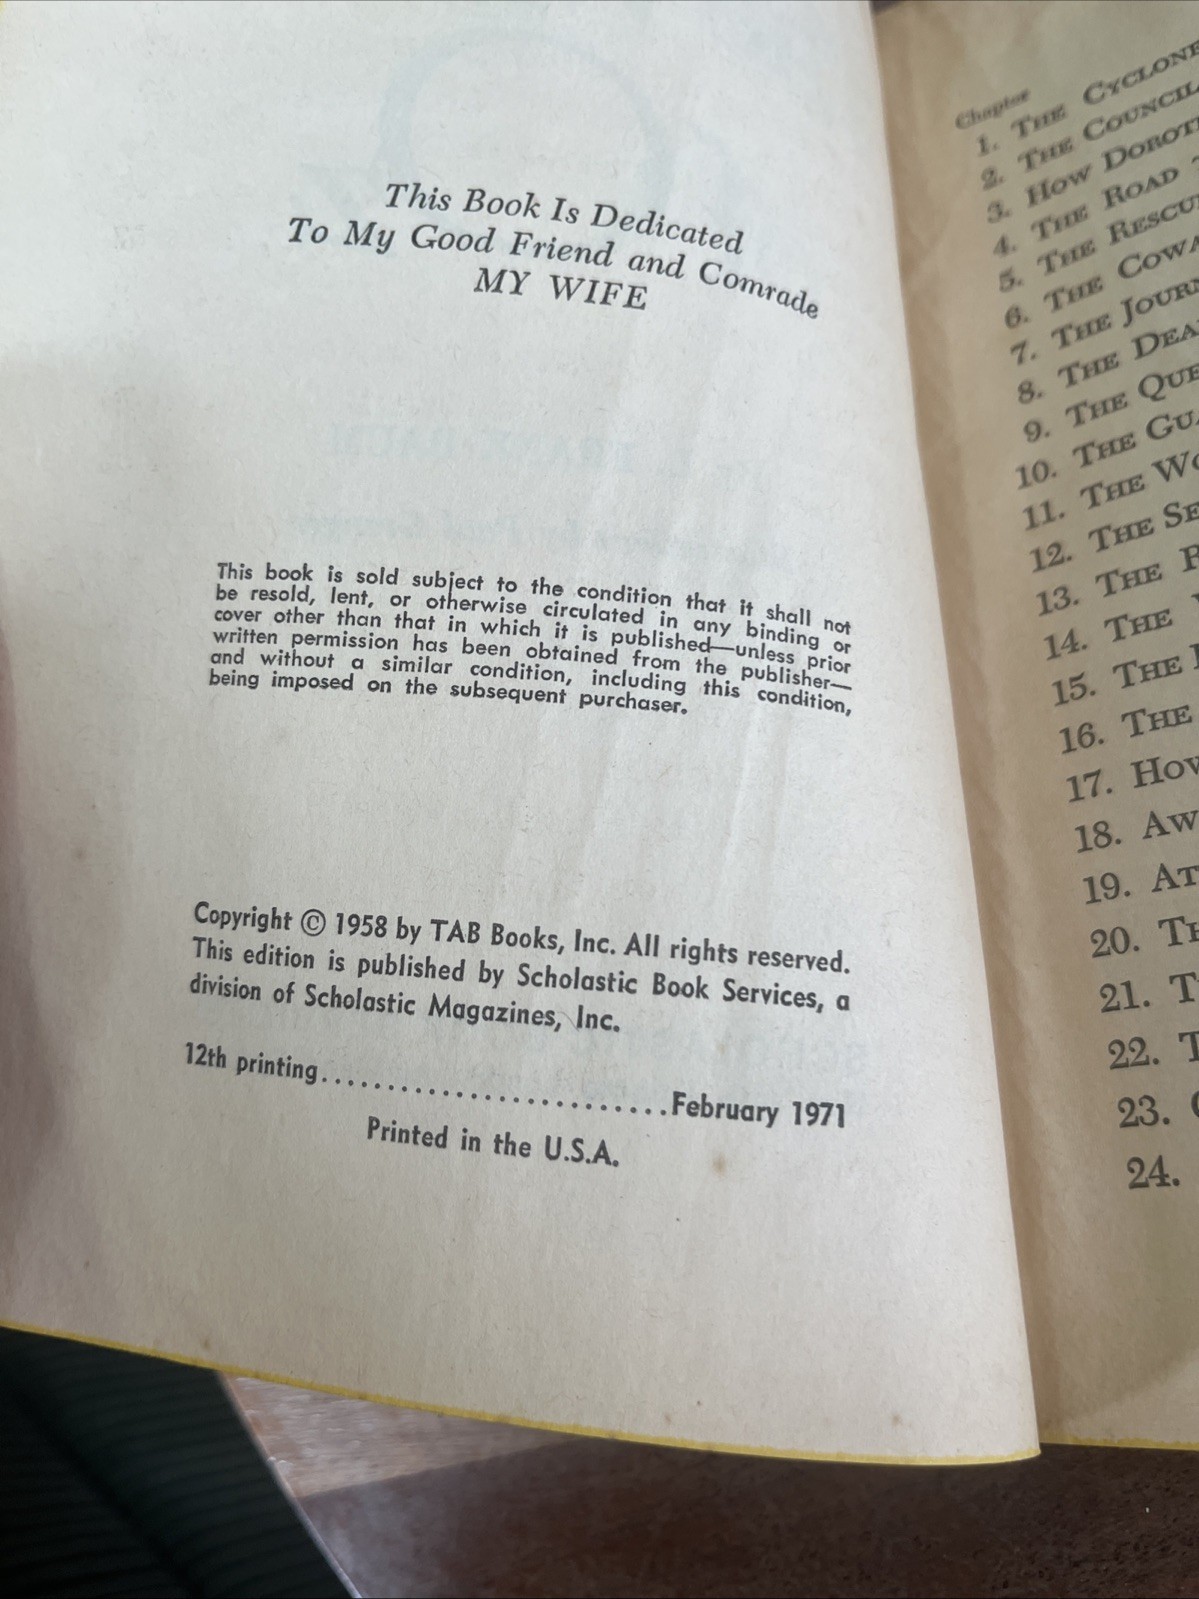 This Book Is Dedicated
To My Good Friend and Comrade
MY WIFE
This book is sold subject to the condition that it shall not
be resold, lent, or otherwise circulated in any binding or
cover other than that in which it is published—unless prior
written permission has been obtained from the publisher—
and without a similar condition, including this condition,
being imposed on the subsequent purchaser.
Copyright © 1958 by TAB Books, Inc. All rights reserved.
This edition is published by Scholastic Book Services, a
division of Scholastic Magazines, Inc.
12th printing..........................February 1971
Printed in the U.S.A.
Chapter
1. THE CYCLONE
2. THE COUNCIL
3. HOW DOROT
4. THE ROAD
5. THE RESCU
6. THE COWA
7. THE JOURN
8. THE DEA
9. THE QUE
10. THE GUA
11. THE WO
12. THE SE
13. THE R
14. THE
15. THE
16. THE
17. HOW
18. AW
19. AT
20. TH
21. T
22. T
23.
24.